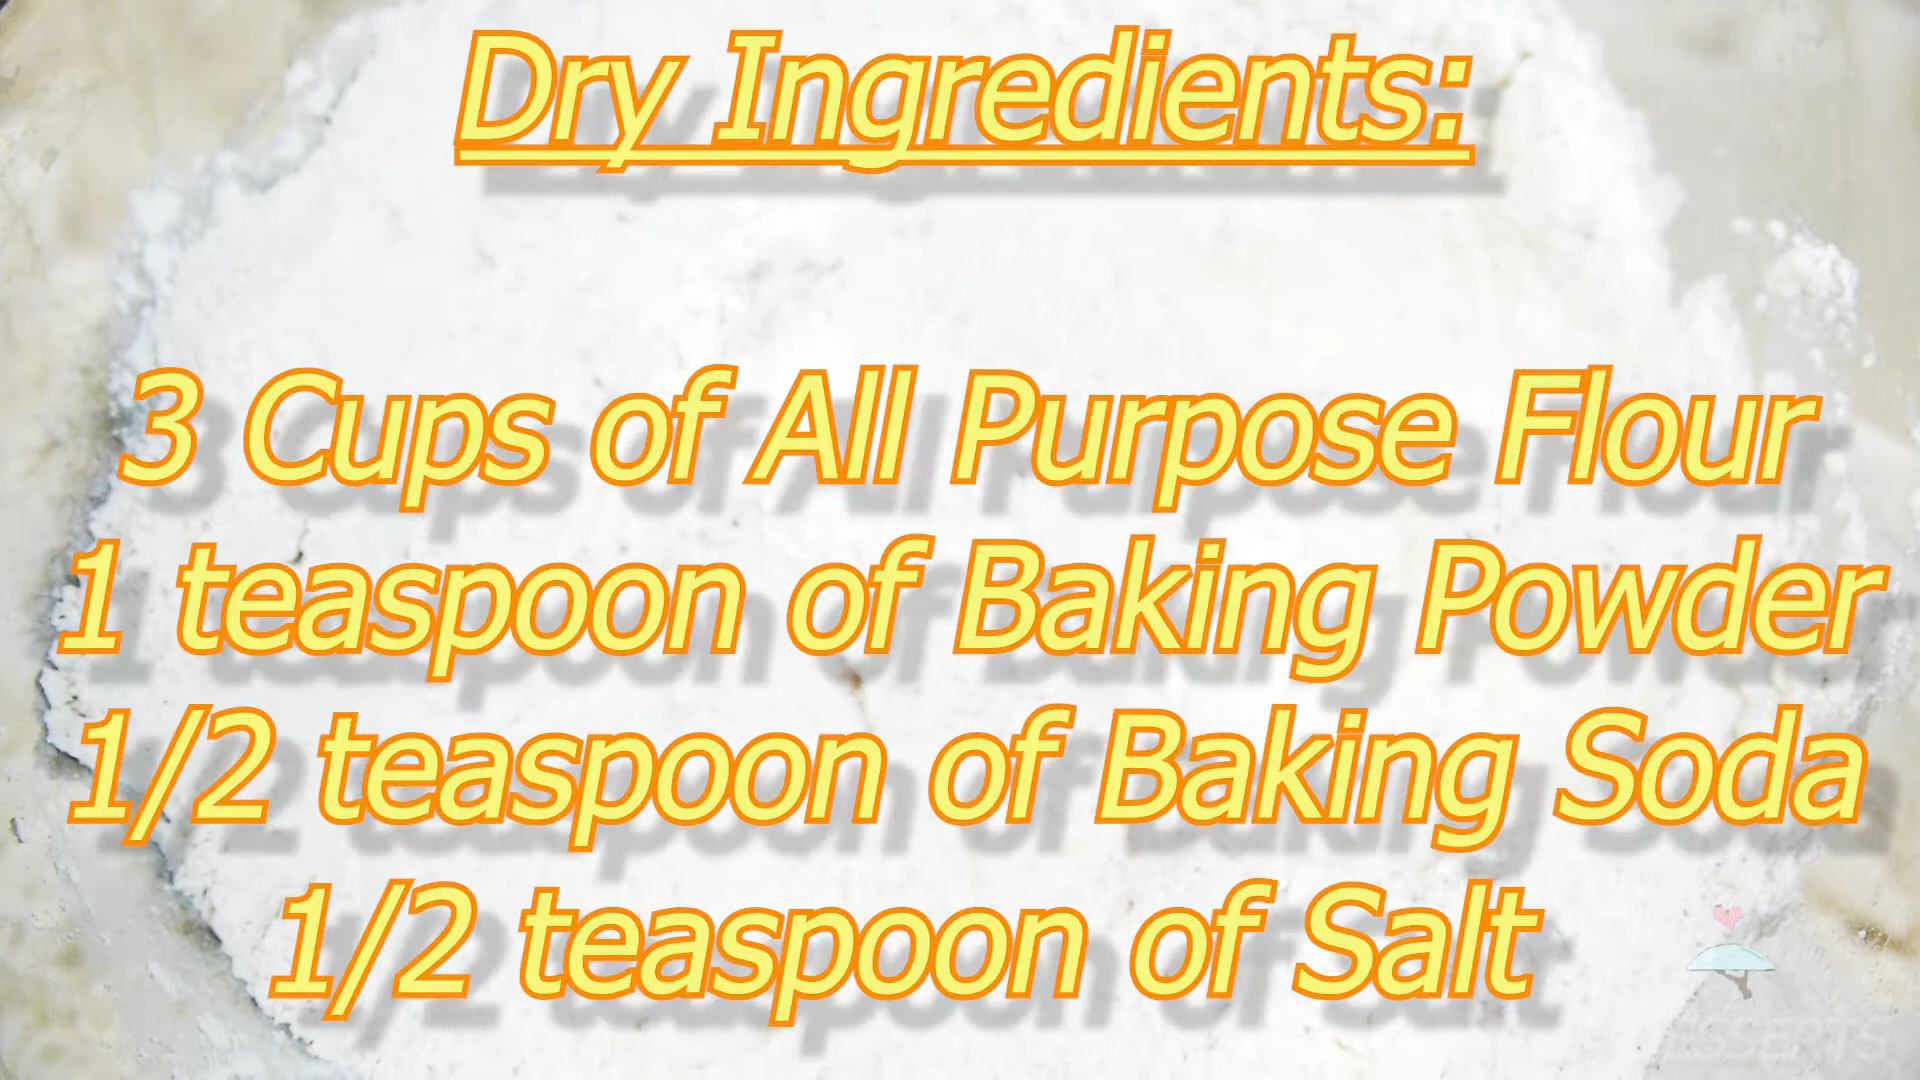 Dry Ingredients:
3 Cups of All Purpose Flour
1 teaspoon of Baking Powder
1/2 teaspoon of Baking Soda
1/2 teaspoon of Salt